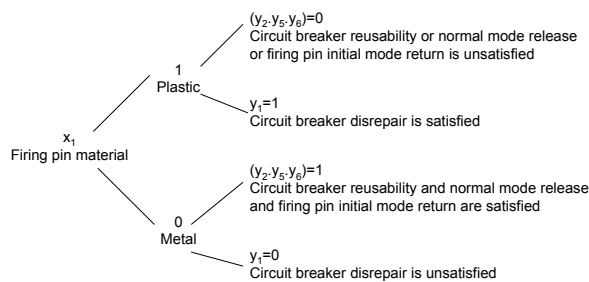 (y₂.y₅.y₆)=0
Circuit breaker reusability or normal mode release
or firing pin initial mode return is unsatisfied
1
Plastic
y₁=1
Circuit breaker disrepair is satisfied
x₁
Firing pin material
(y₂.y₅.y₆)=1
Circuit breaker reusability and normal mode release
and firing pin initial mode return are satisfied
0
Metal
y₁=0
Circuit breaker disrepair is unsatisfied